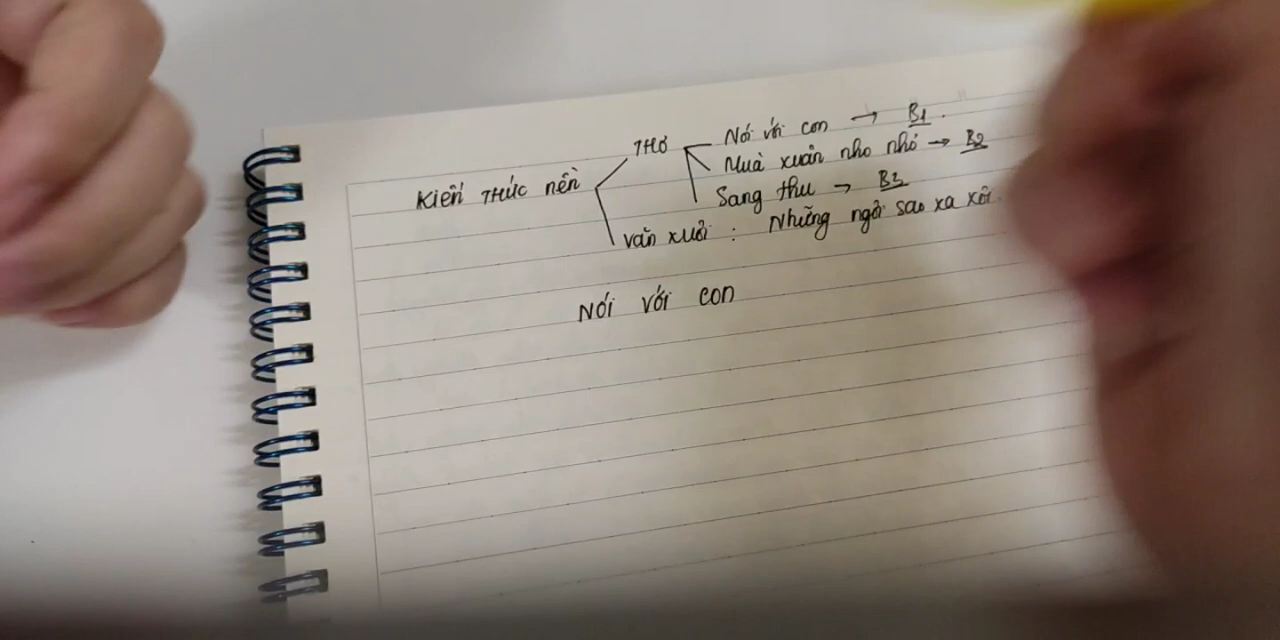 Thơ
Nói với con → B1.
Kiến thức nền
Mùa xuân nho nhỏ → B2
Sang thu → B3
Văn xuôi : Những ngôi sao xa xôi.
Nói với con